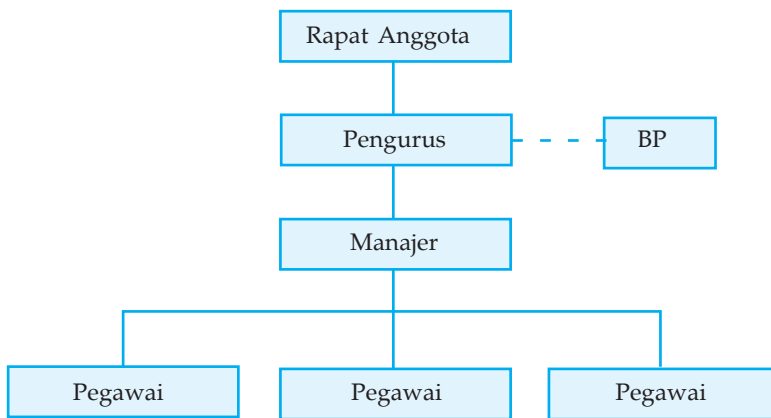 Rapat Anggota
Pengurus
BP
Manajer
Pegawai
Pegawai
Pegawai